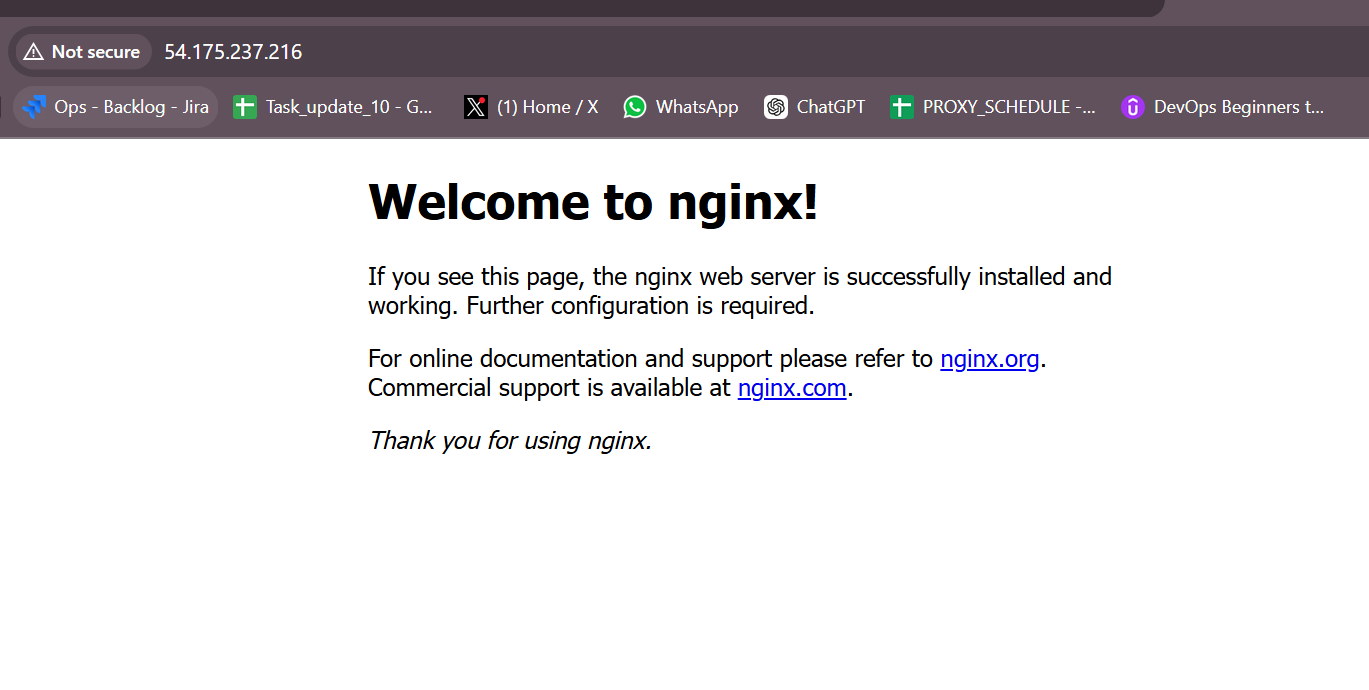 Not secure 54.175.237.216
Ops - Backlog - Jira Task_update_10 - G... (1) Home / X WhatsApp ChatGPT PROXY_SCHEDULE -... DevOps Beginners t...
Welcome to nginx!
If you see this page, the nginx web server is successfully installed and
working. Further configuration is required.
For online documentation and support please refer to nginx.org.
Commercial support is available at nginx.com.
Thank you for using nginx.